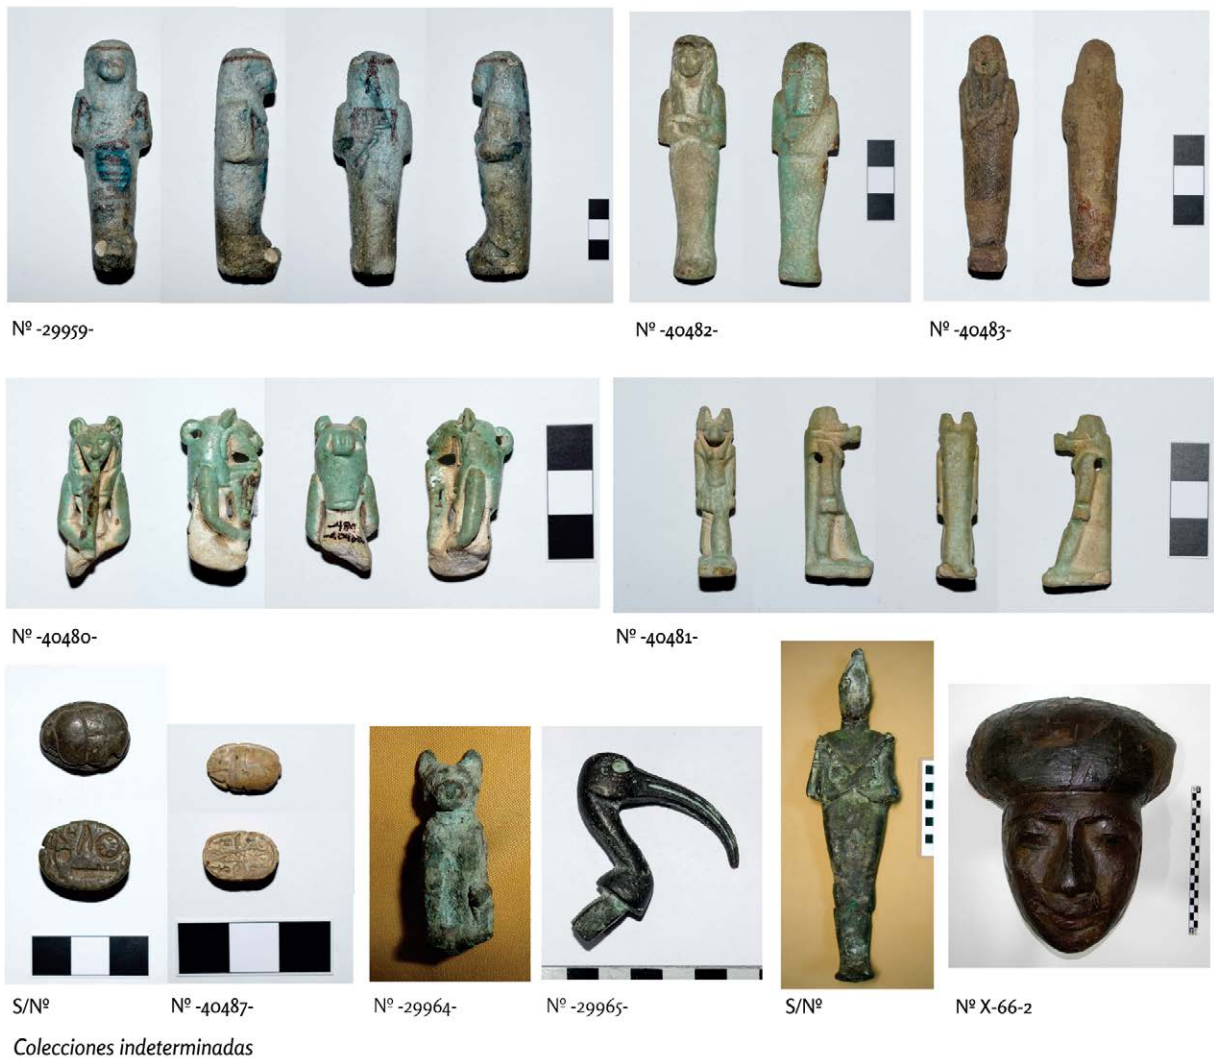 Nº -29959-
Nº -40482-
Nº -40483-
Nº -40480-
Nº -40481-
S/Nº
Nº -40487-
Nº -29964-
Nº -29965-
S/Nº
Nº X-66-2
Colecciones indeterminadas